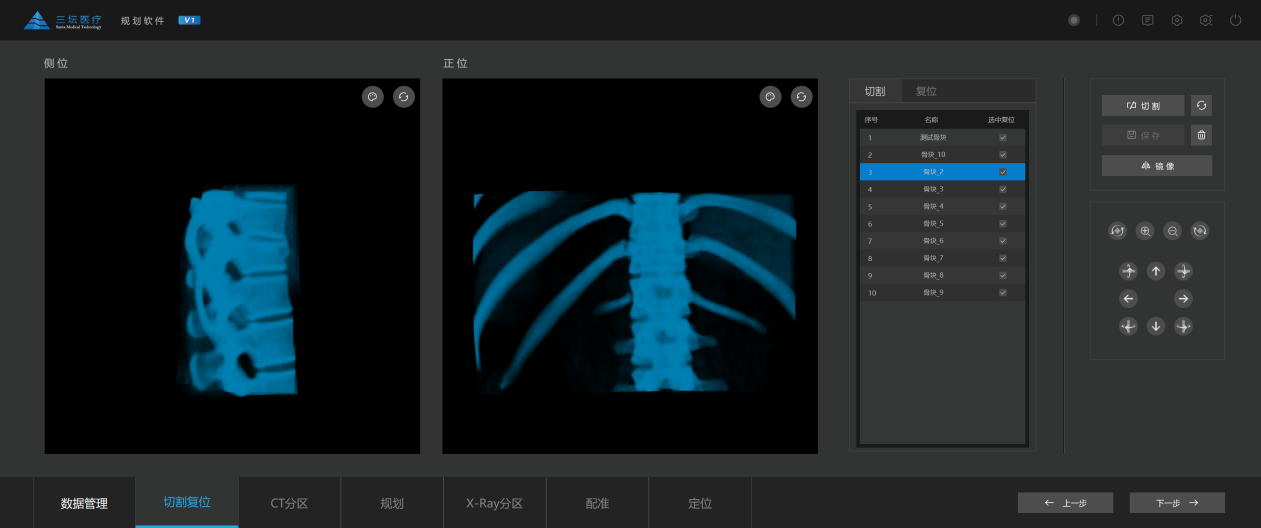 三坛医疗
Santa Medical Technology
规划软件
V1
侧位
正位
切割 复位
序号 名称 选中复位
1 测试骨块
2 骨块_10
3 骨块_2
4 骨块_3
5 骨块_4
6 骨块_5
7 骨块_6
8 骨块_7
9 骨块_8
10 骨块_9
切割
保存
镜像
数据管理 切割复位 CT分区 规划 X-Ray分区 配准 定位
← 上一步 下一步 →